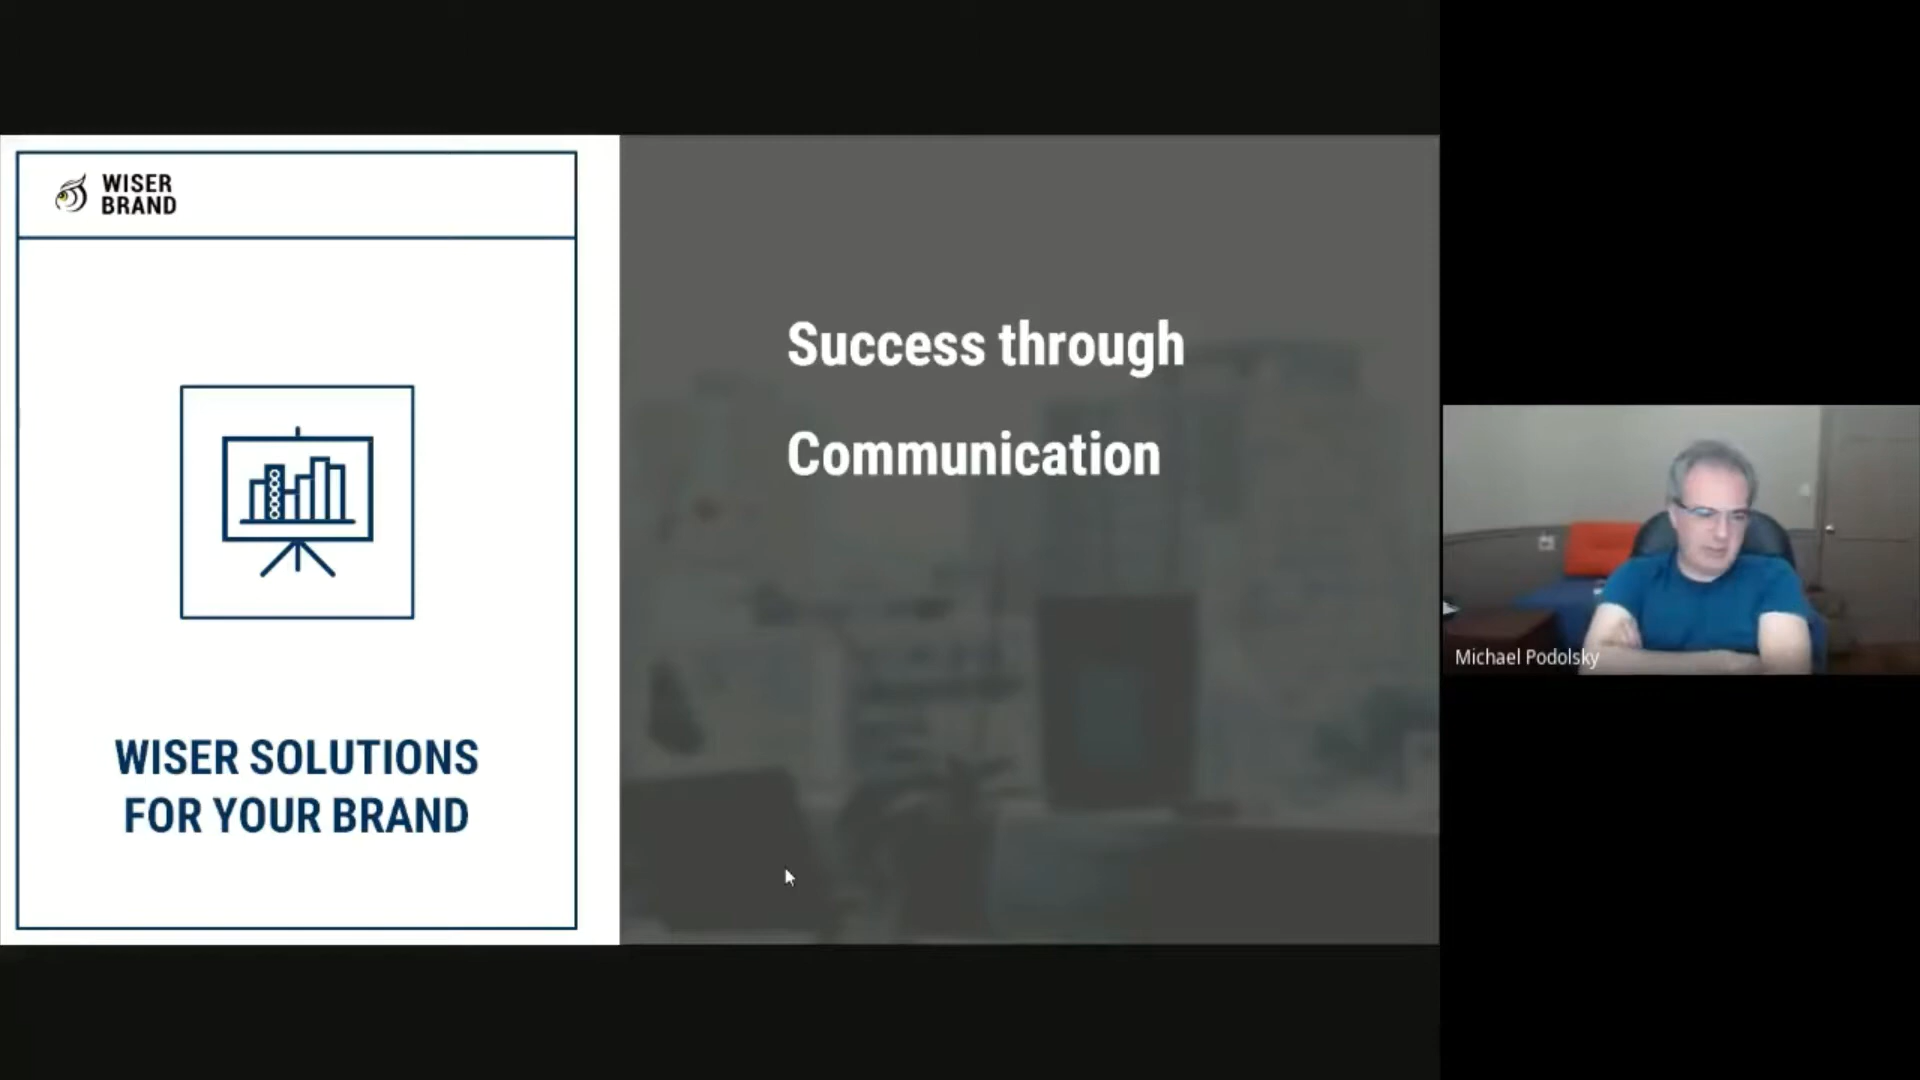 WISER
BRAND
WISER SOLUTIONS
FOR YOUR BRAND
Success through
Communication
Michael Podolsky